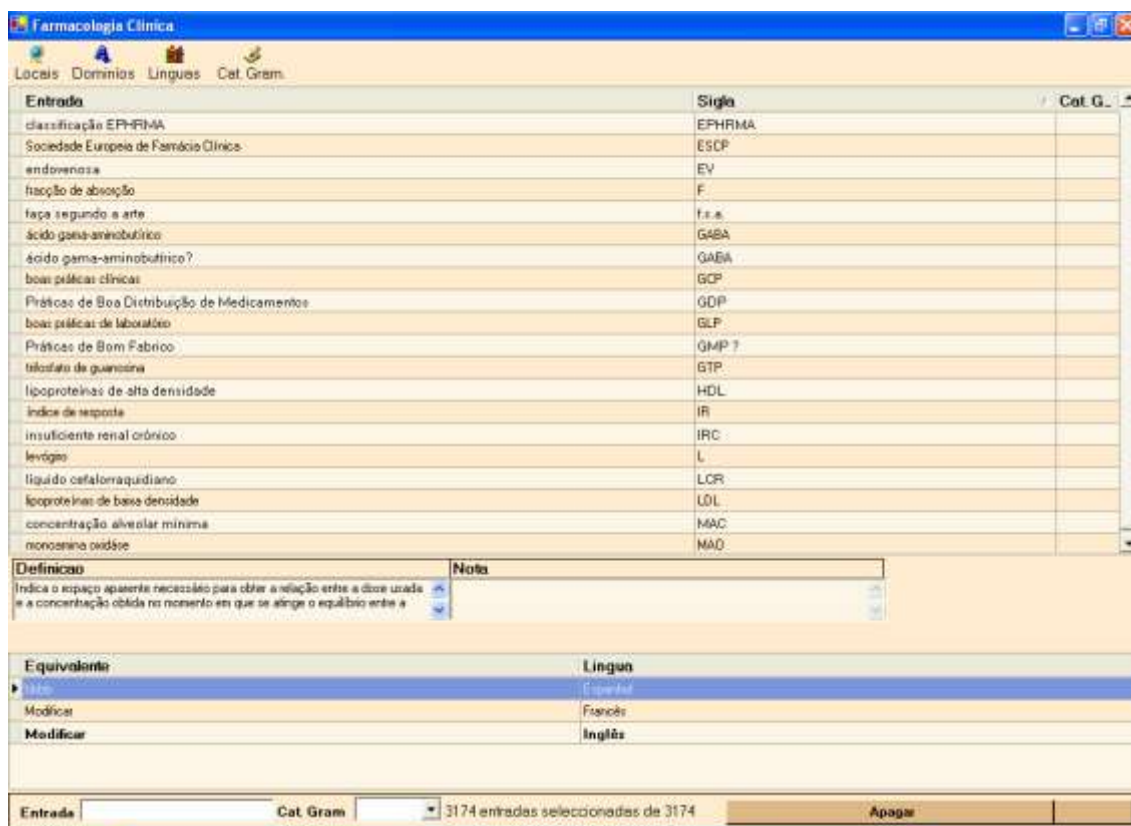 Farmacologia Clínica
Locais Dominios Linguas Cat. Gram.
Entrada Sigla Cat. G...
classificação EPHRMA EPHRMA
Sociedade Europeia de Farmácia Clínica ESCP
endovenosa EV
fracção de absorção F
faça segundo a arte f.s.a.
ácido gama-aminobutírico GABA
ácido gama-aminobutírico? GABA
boas práticas clínicas GCP
Práticas de Boa Distribuição de Medicamentos GDP
boas práticas de laboratório GLP
Práticas de Bom Fabrico GMP ?
trifosfato de guanosina GTP
lipoproteínas de alta densidade HDL
índice de resposta IR
insuficiente renal crónico IRC
levógiro L
líquido cefalorraquidiano LCR
lipoproteínas de baixa densidade LDL
concentração alveolar mínima MAC
monoamina oxidase MAO
Definicao Nota
Indica o espaço aparente necessário para obter a relação entre a dose usada
e a concentração obtida no momento em que se atinge o equilíbrio entre a
Equivalente Lingua
Espanhol
Modificar Francês
Modificar Inglês
Entrada Cat. Gram 3174 entradas seleccionadas de 3174 Apagar